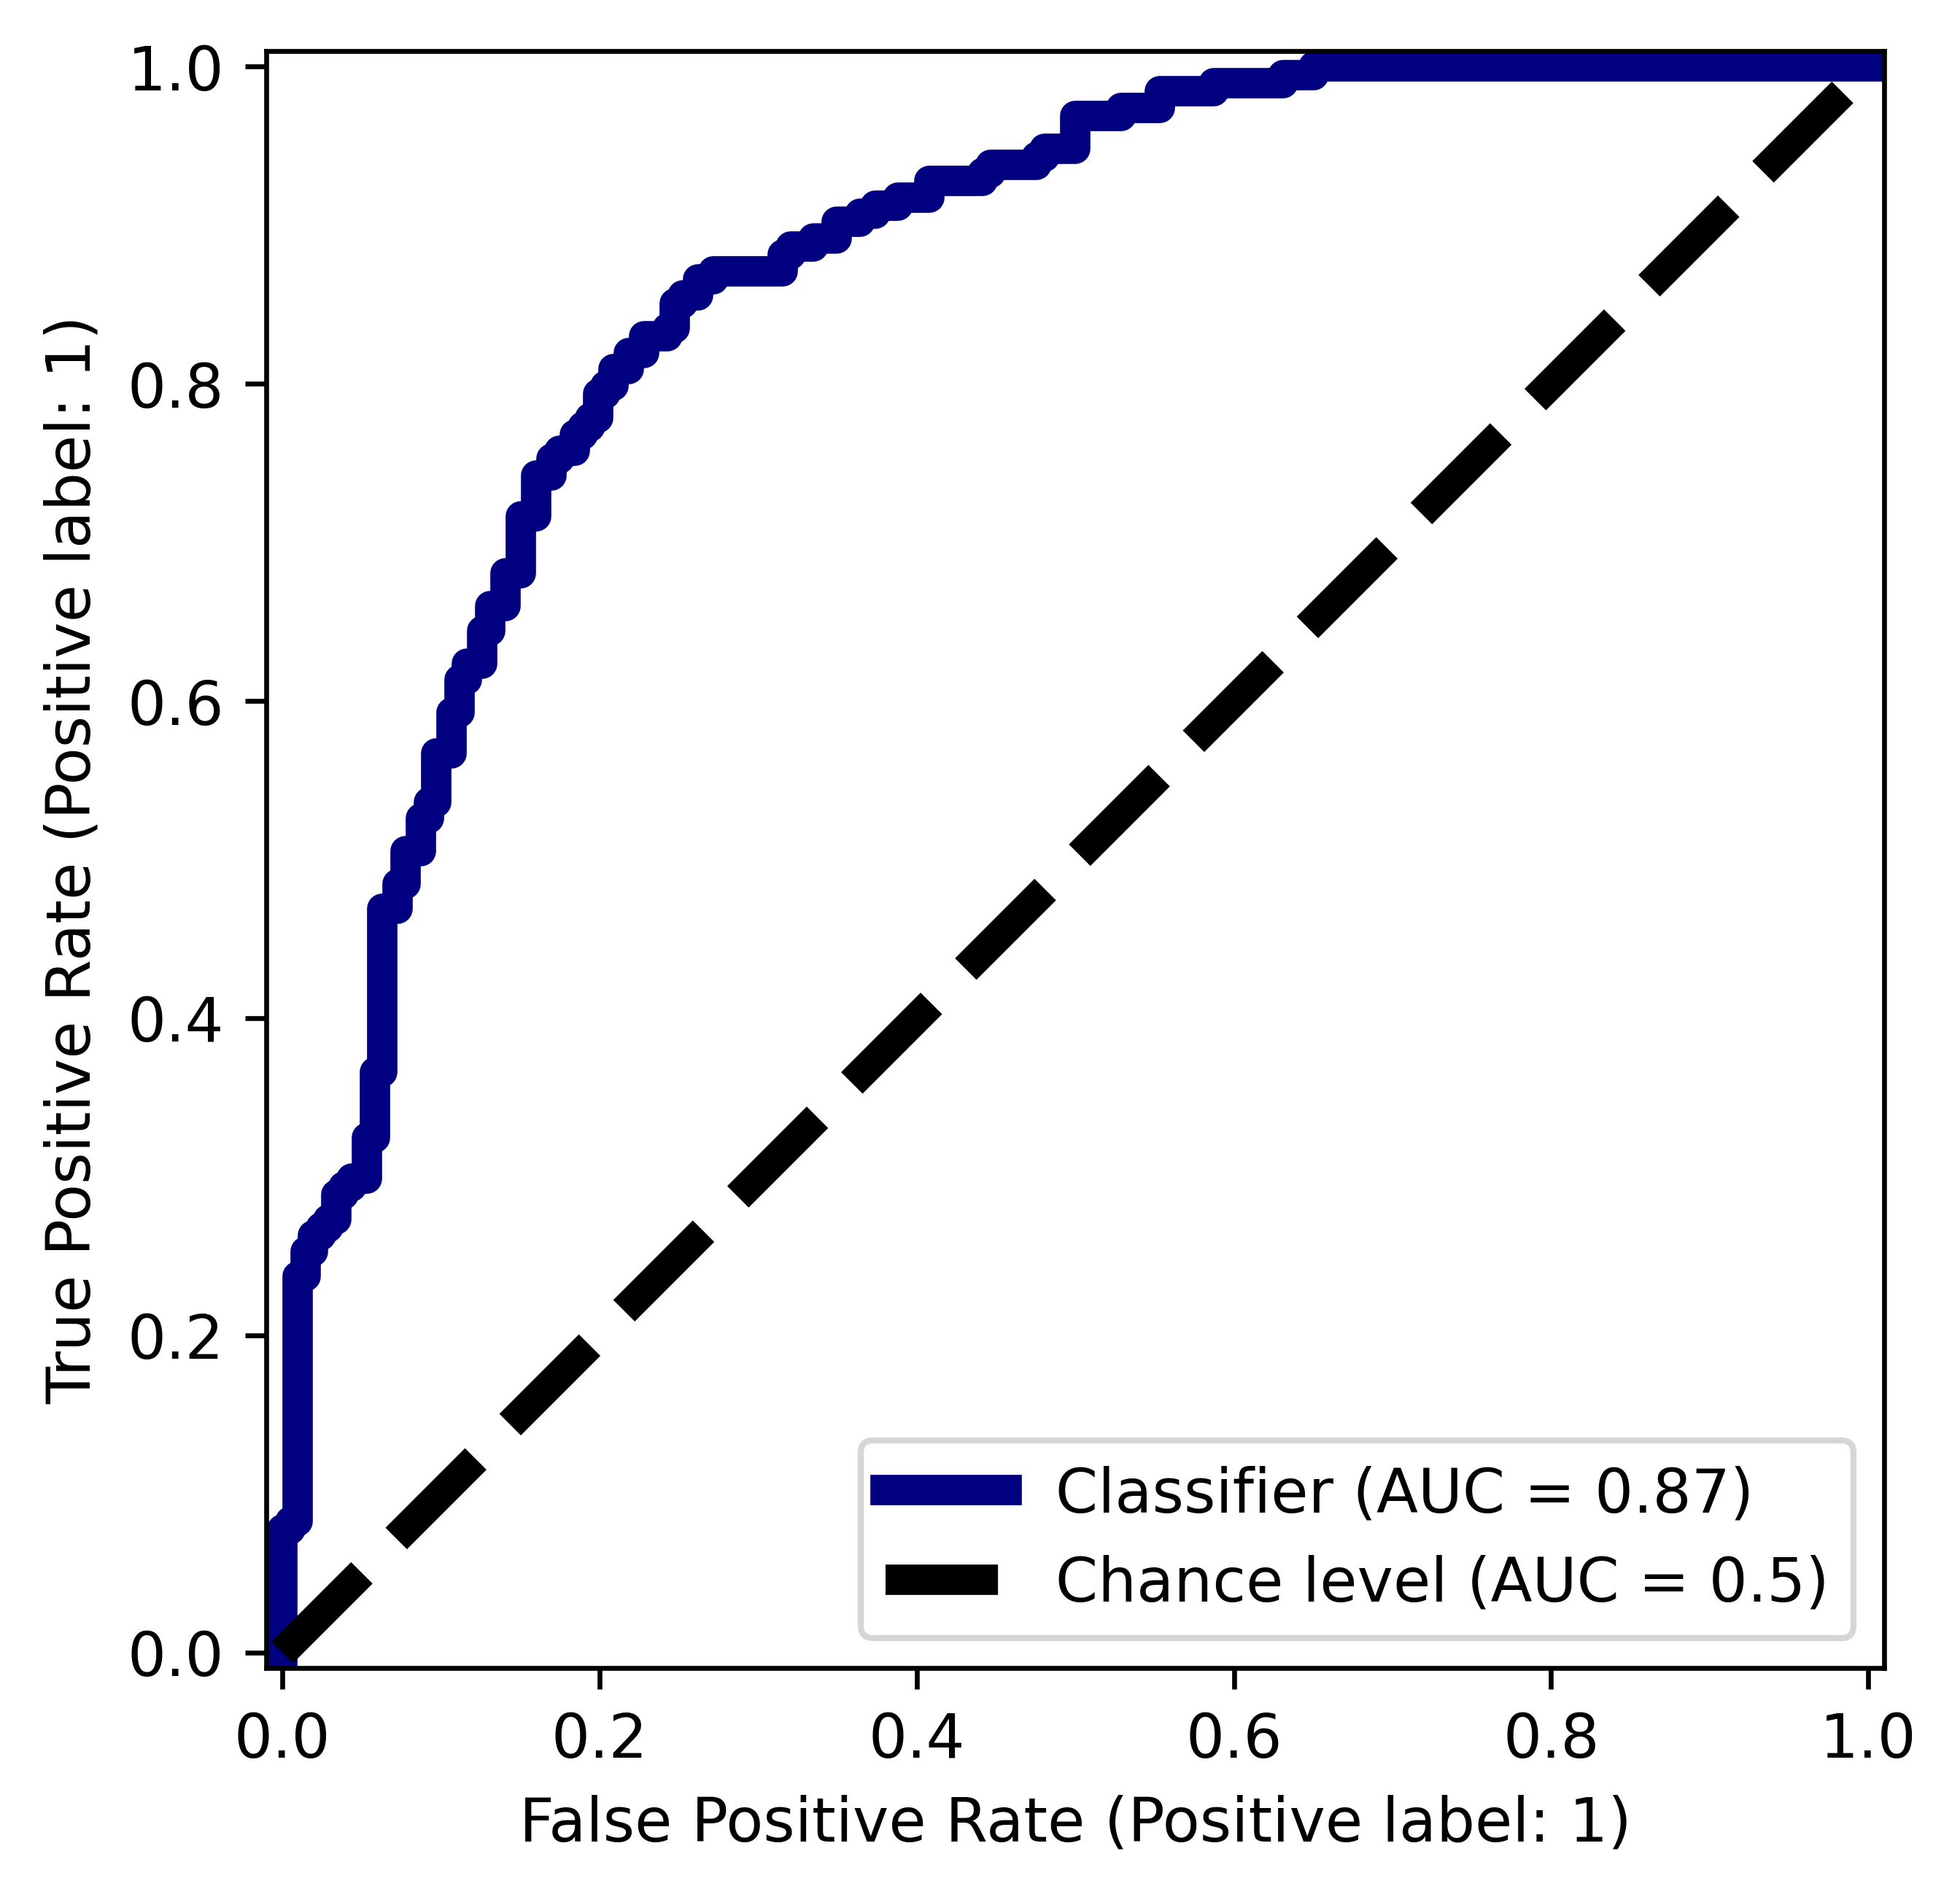 True Positive Rate (Positive label: 1)
1.0
0.8
0.6
0.4
0.2
0.0
Classifier (AUC = 0.87)
Chance level (AUC = 0.5)
0.0 0.2 0.4 0.6 0.8 1.0
False Positive Rate (Positive label: 1)